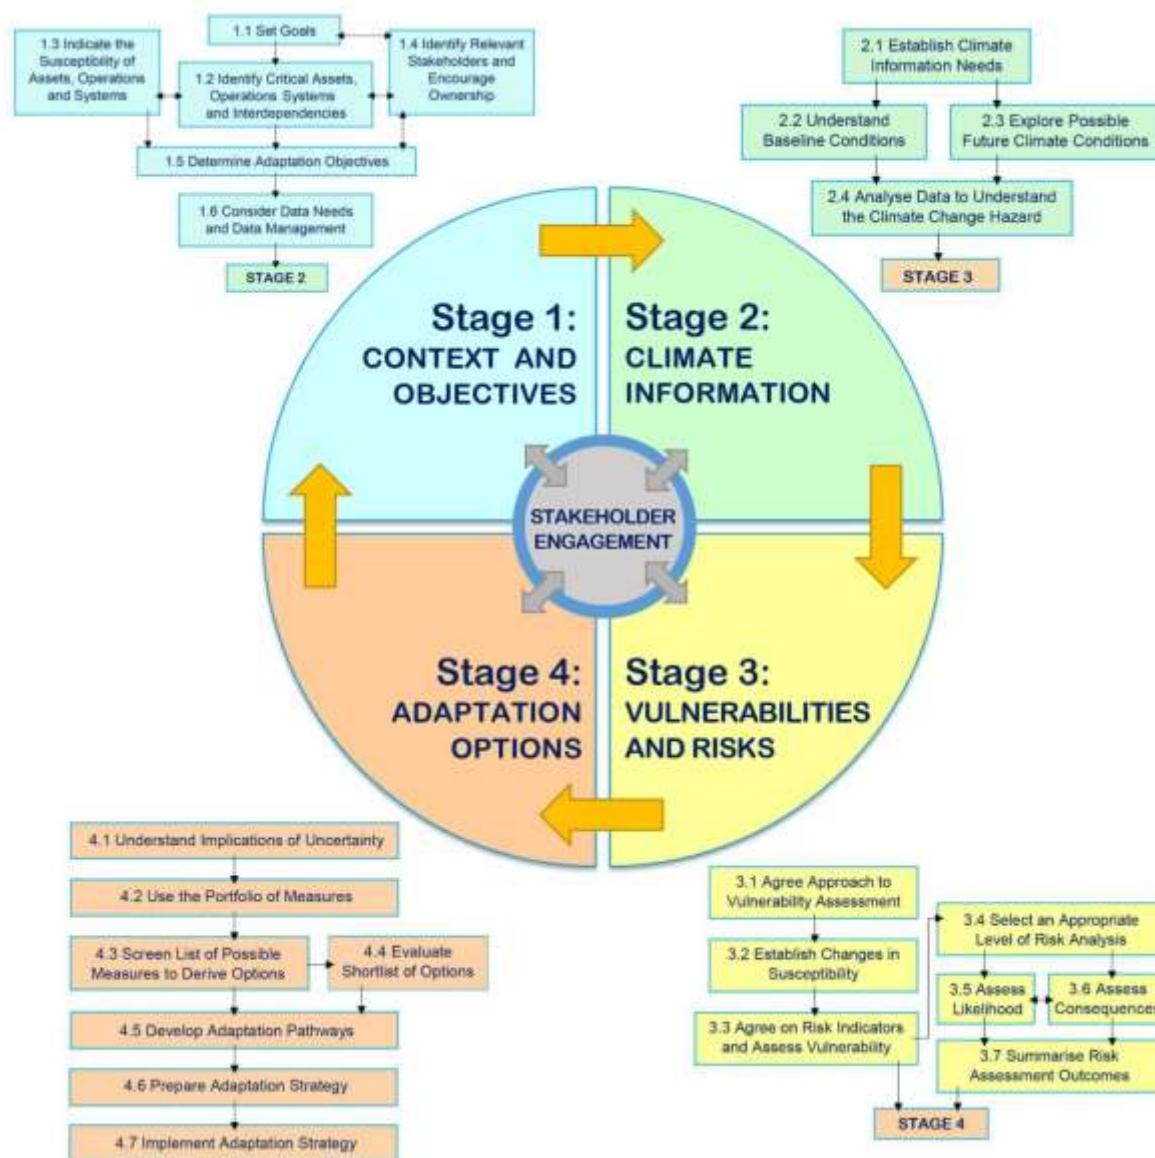 1.1 Set Goals
1.3 Indicate the
Susceptibility of
Assets, Operations
and Systems
1.2 Identify Critical Assets,
Operations Systems
and Interdependencies
1.4 Identify Relevant
Stakeholders and
Encourage
Ownership
1.5 Determine Adaptation Objectives
1.6 Consider Data Needs
and Data Management
STAGE 2
2.1 Establish Climate
Information Needs
2.2 Understand
Baseline Conditions
2.3 Explore Possible
Future Climate Conditions
2.4 Analyse Data to Understand
the Climate Change Hazard
STAGE 3
Stage 1:
CONTEXT AND
OBJECTIVES
Stage 2:
CLIMATE
INFORMATION
STAKEHOLDER
ENGAGEMENT
Stage 4:
ADAPTATION
OPTIONS
Stage 3:
VULNERABILITIES
AND RISKS
4.1 Understand Implications of Uncertainty
4.2 Use the Portfolio of Measures
4.3 Screen List of Possible
Measures to Derive Options
4.4 Evaluate
Shortlist of Options
4.5 Develop Adaptation Pathways
4.6 Prepare Adaptation Strategy
4.7 Implement Adaptation Strategy
3.1 Agree Approach to
Vulnerability Assessment
3.2 Establish Changes in
Susceptibility
3.3 Agree on Risk Indicators
and Assess Vulnerability
3.4 Select an Appropriate
Level of Risk Analysis
3.5 Assess
Likelihood
3.6 Assess
Consequences
3.7 Summarise Risk
Assessment Outcomes
STAGE 4